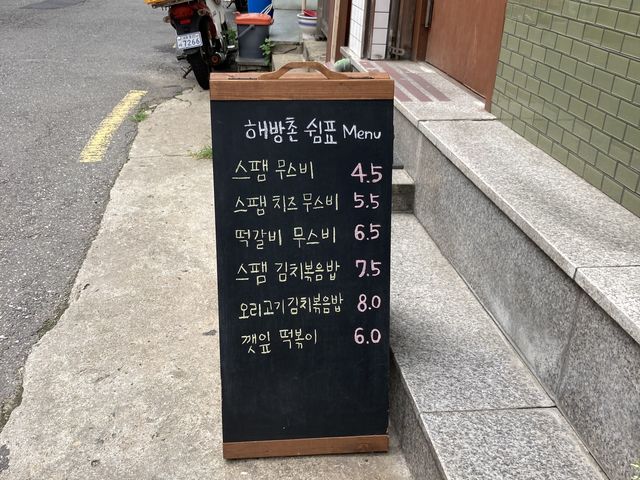 7266
해방촌 쉼표 Menu
스팸 무스비 4.5
스팸 치즈 무스비 5.5
떡갈비 무스비 6.5
스팸 김치볶음밥 7.5
오리고기김치볶음밥 8.0
깻잎 떡볶이 6.0